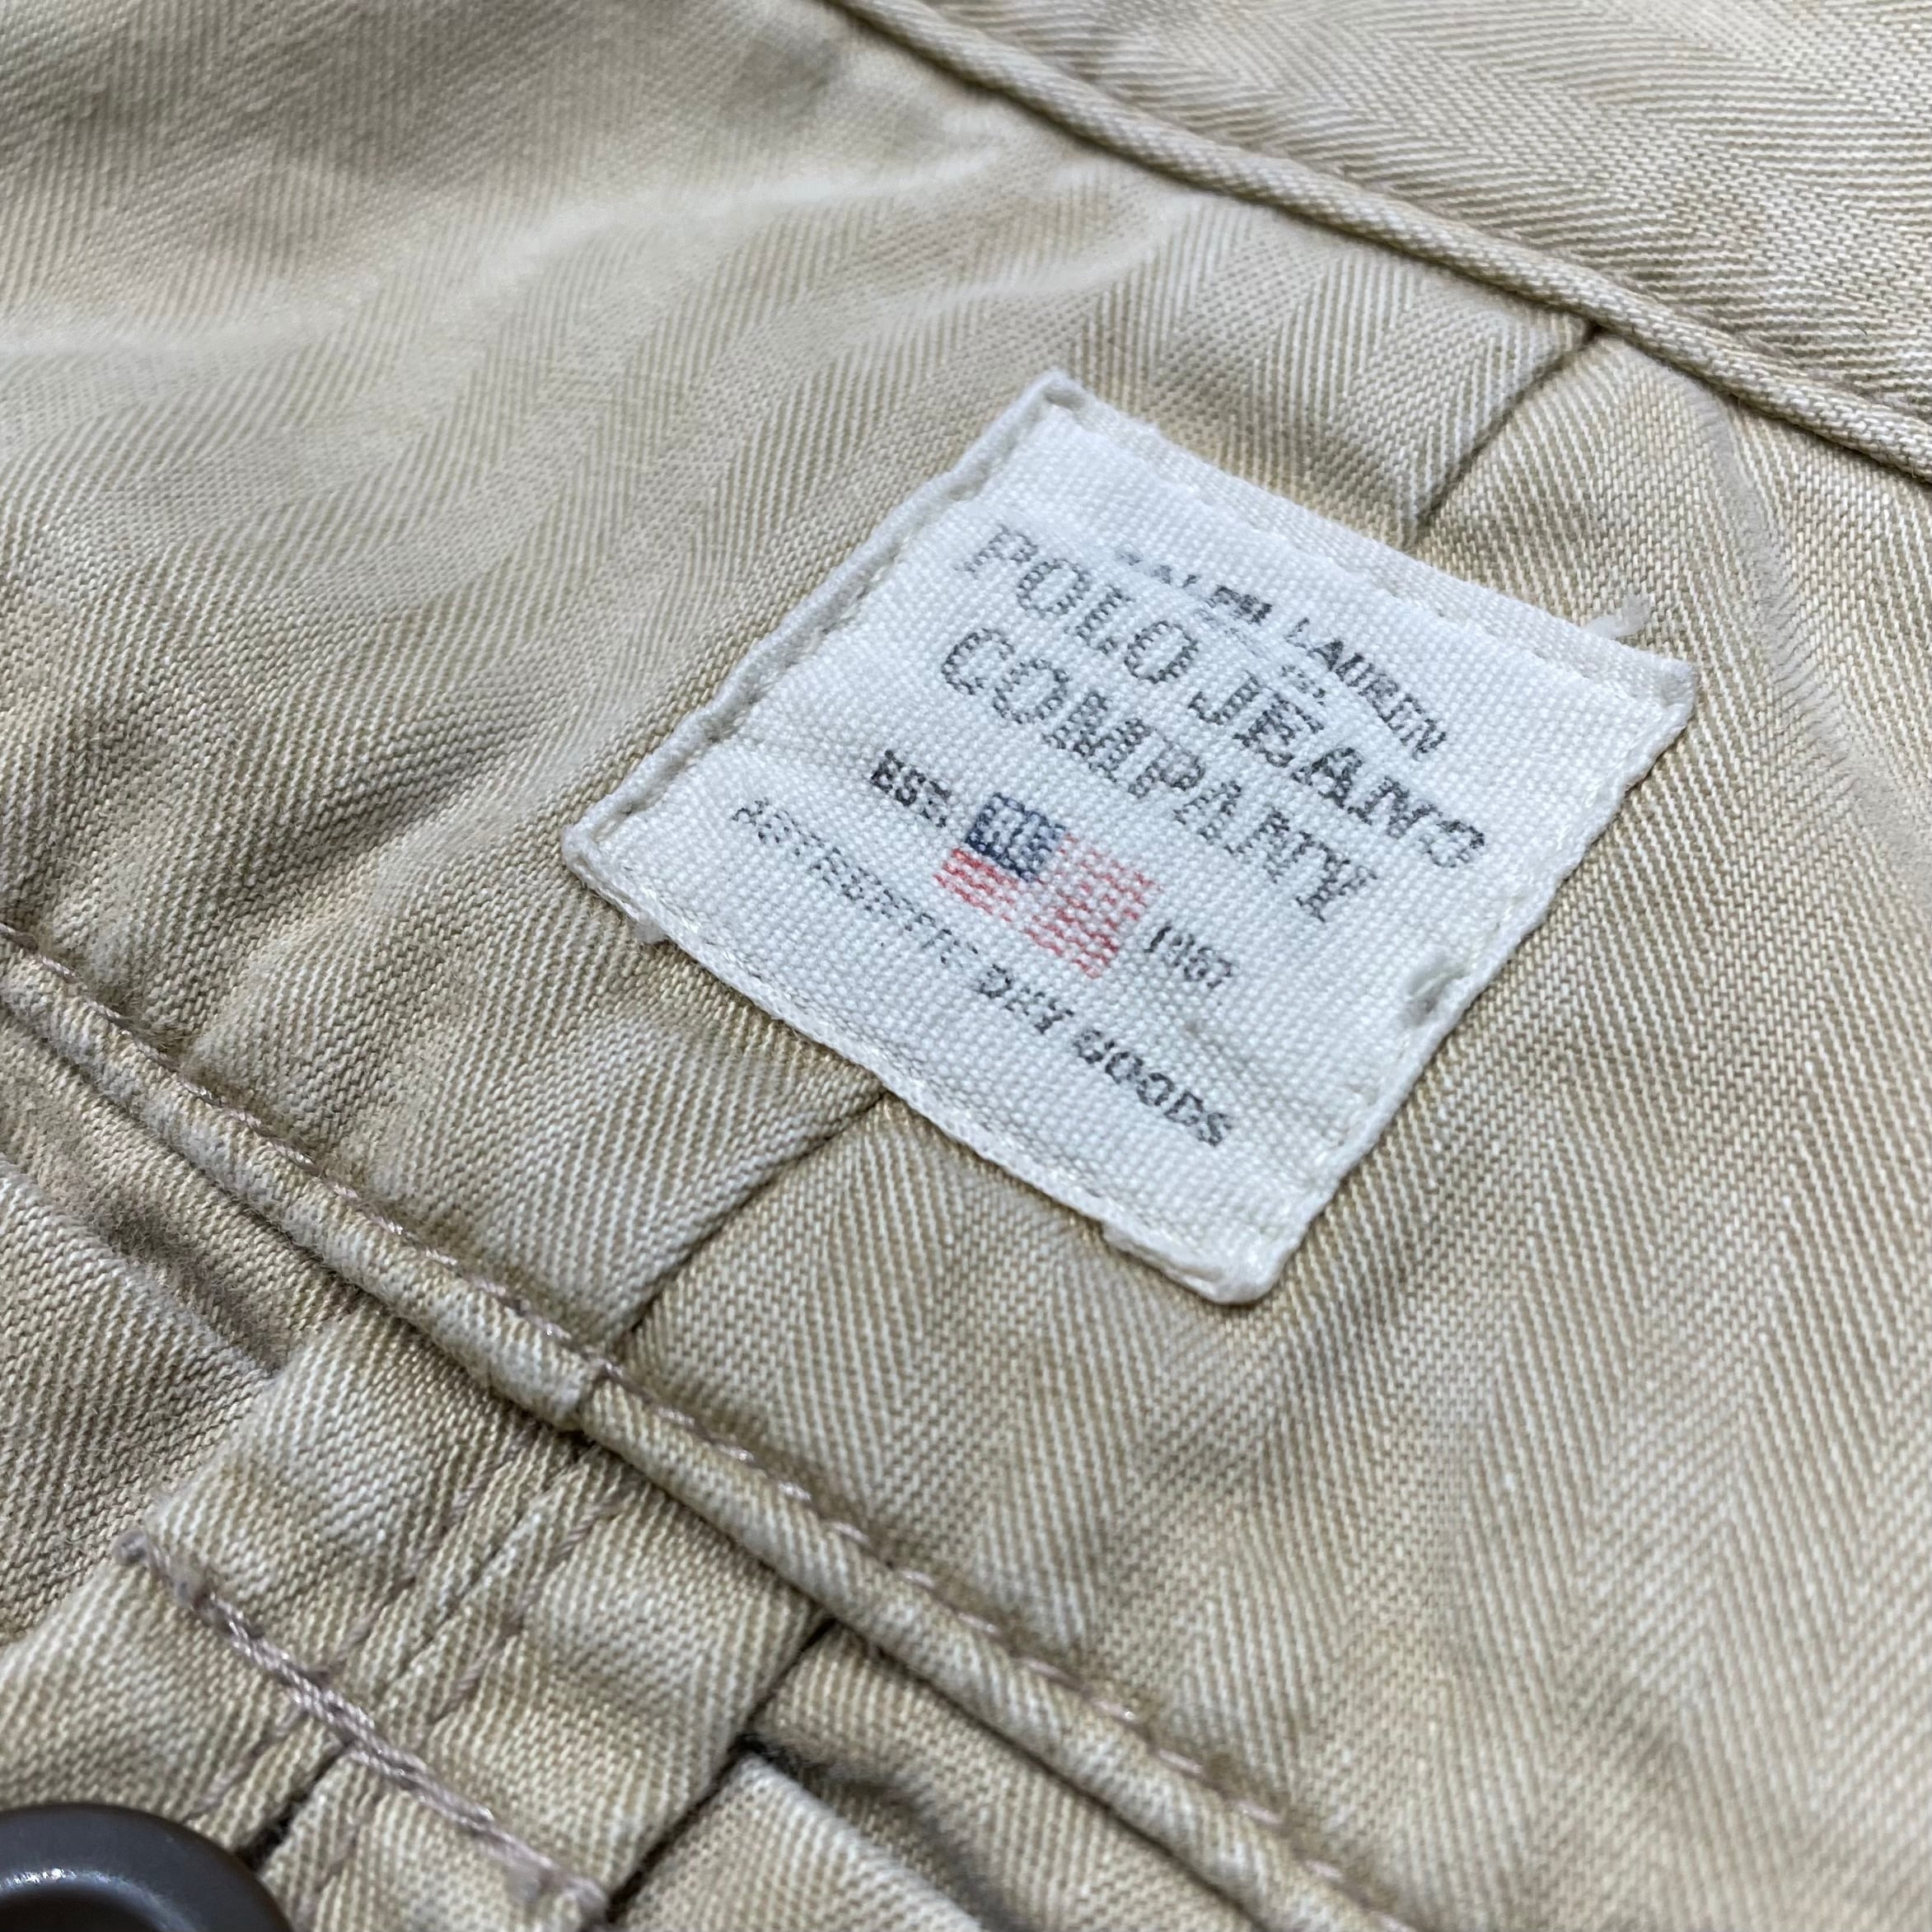 RALPH LAUREN
POLO JEANS
COMPANY
EST. 1967
AUTHENTIC DRY GOODS